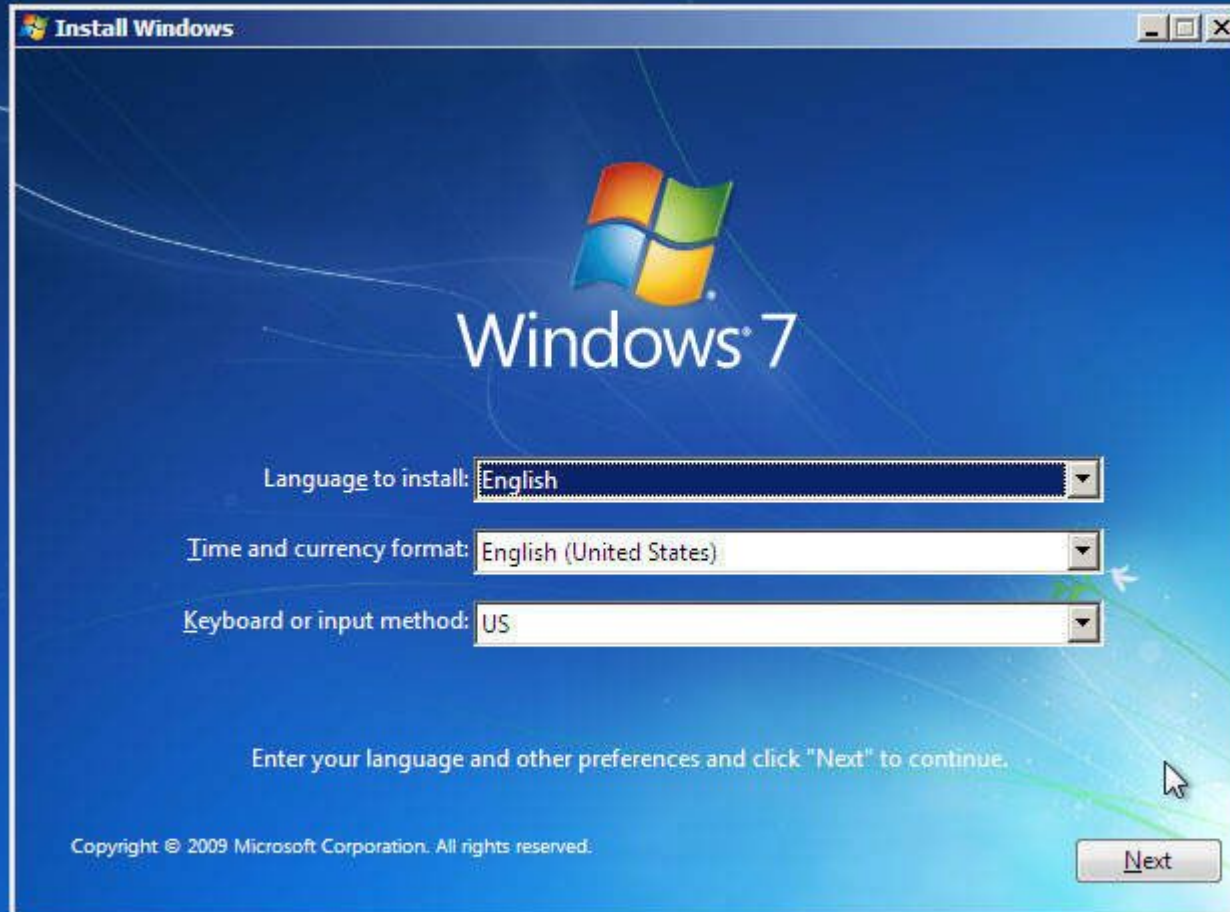 Install Windows
Windows® 7
Language to install: English
Time and currency format: English (United States)
Keyboard or input method: US
Enter your language and other preferences and click "Next" to continue.
Copyright © 2009 Microsoft Corporation. All rights reserved.
Next